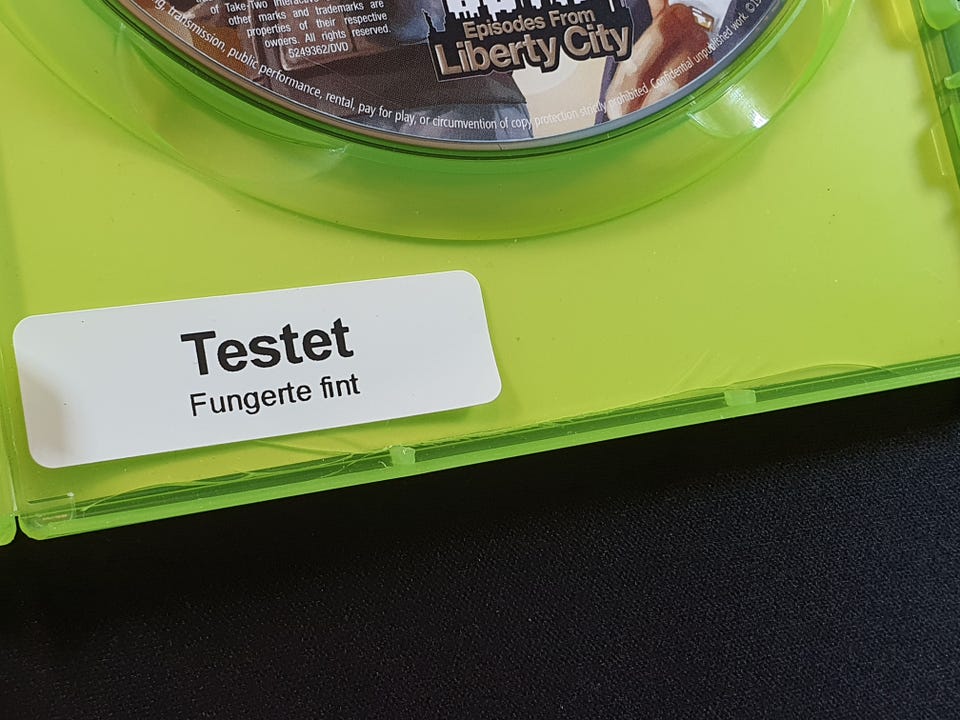 of Take-Two Interactive
other marks and trademarks are
properties of their respective
owners. All rights reserved.
5249362/DVD
Episodes From
Liberty City
transmission, public performance, rental, pay for play, or circumvention of copy protection strictly prohibited. Confidential unpublished work.
Testet
Fungerte fint